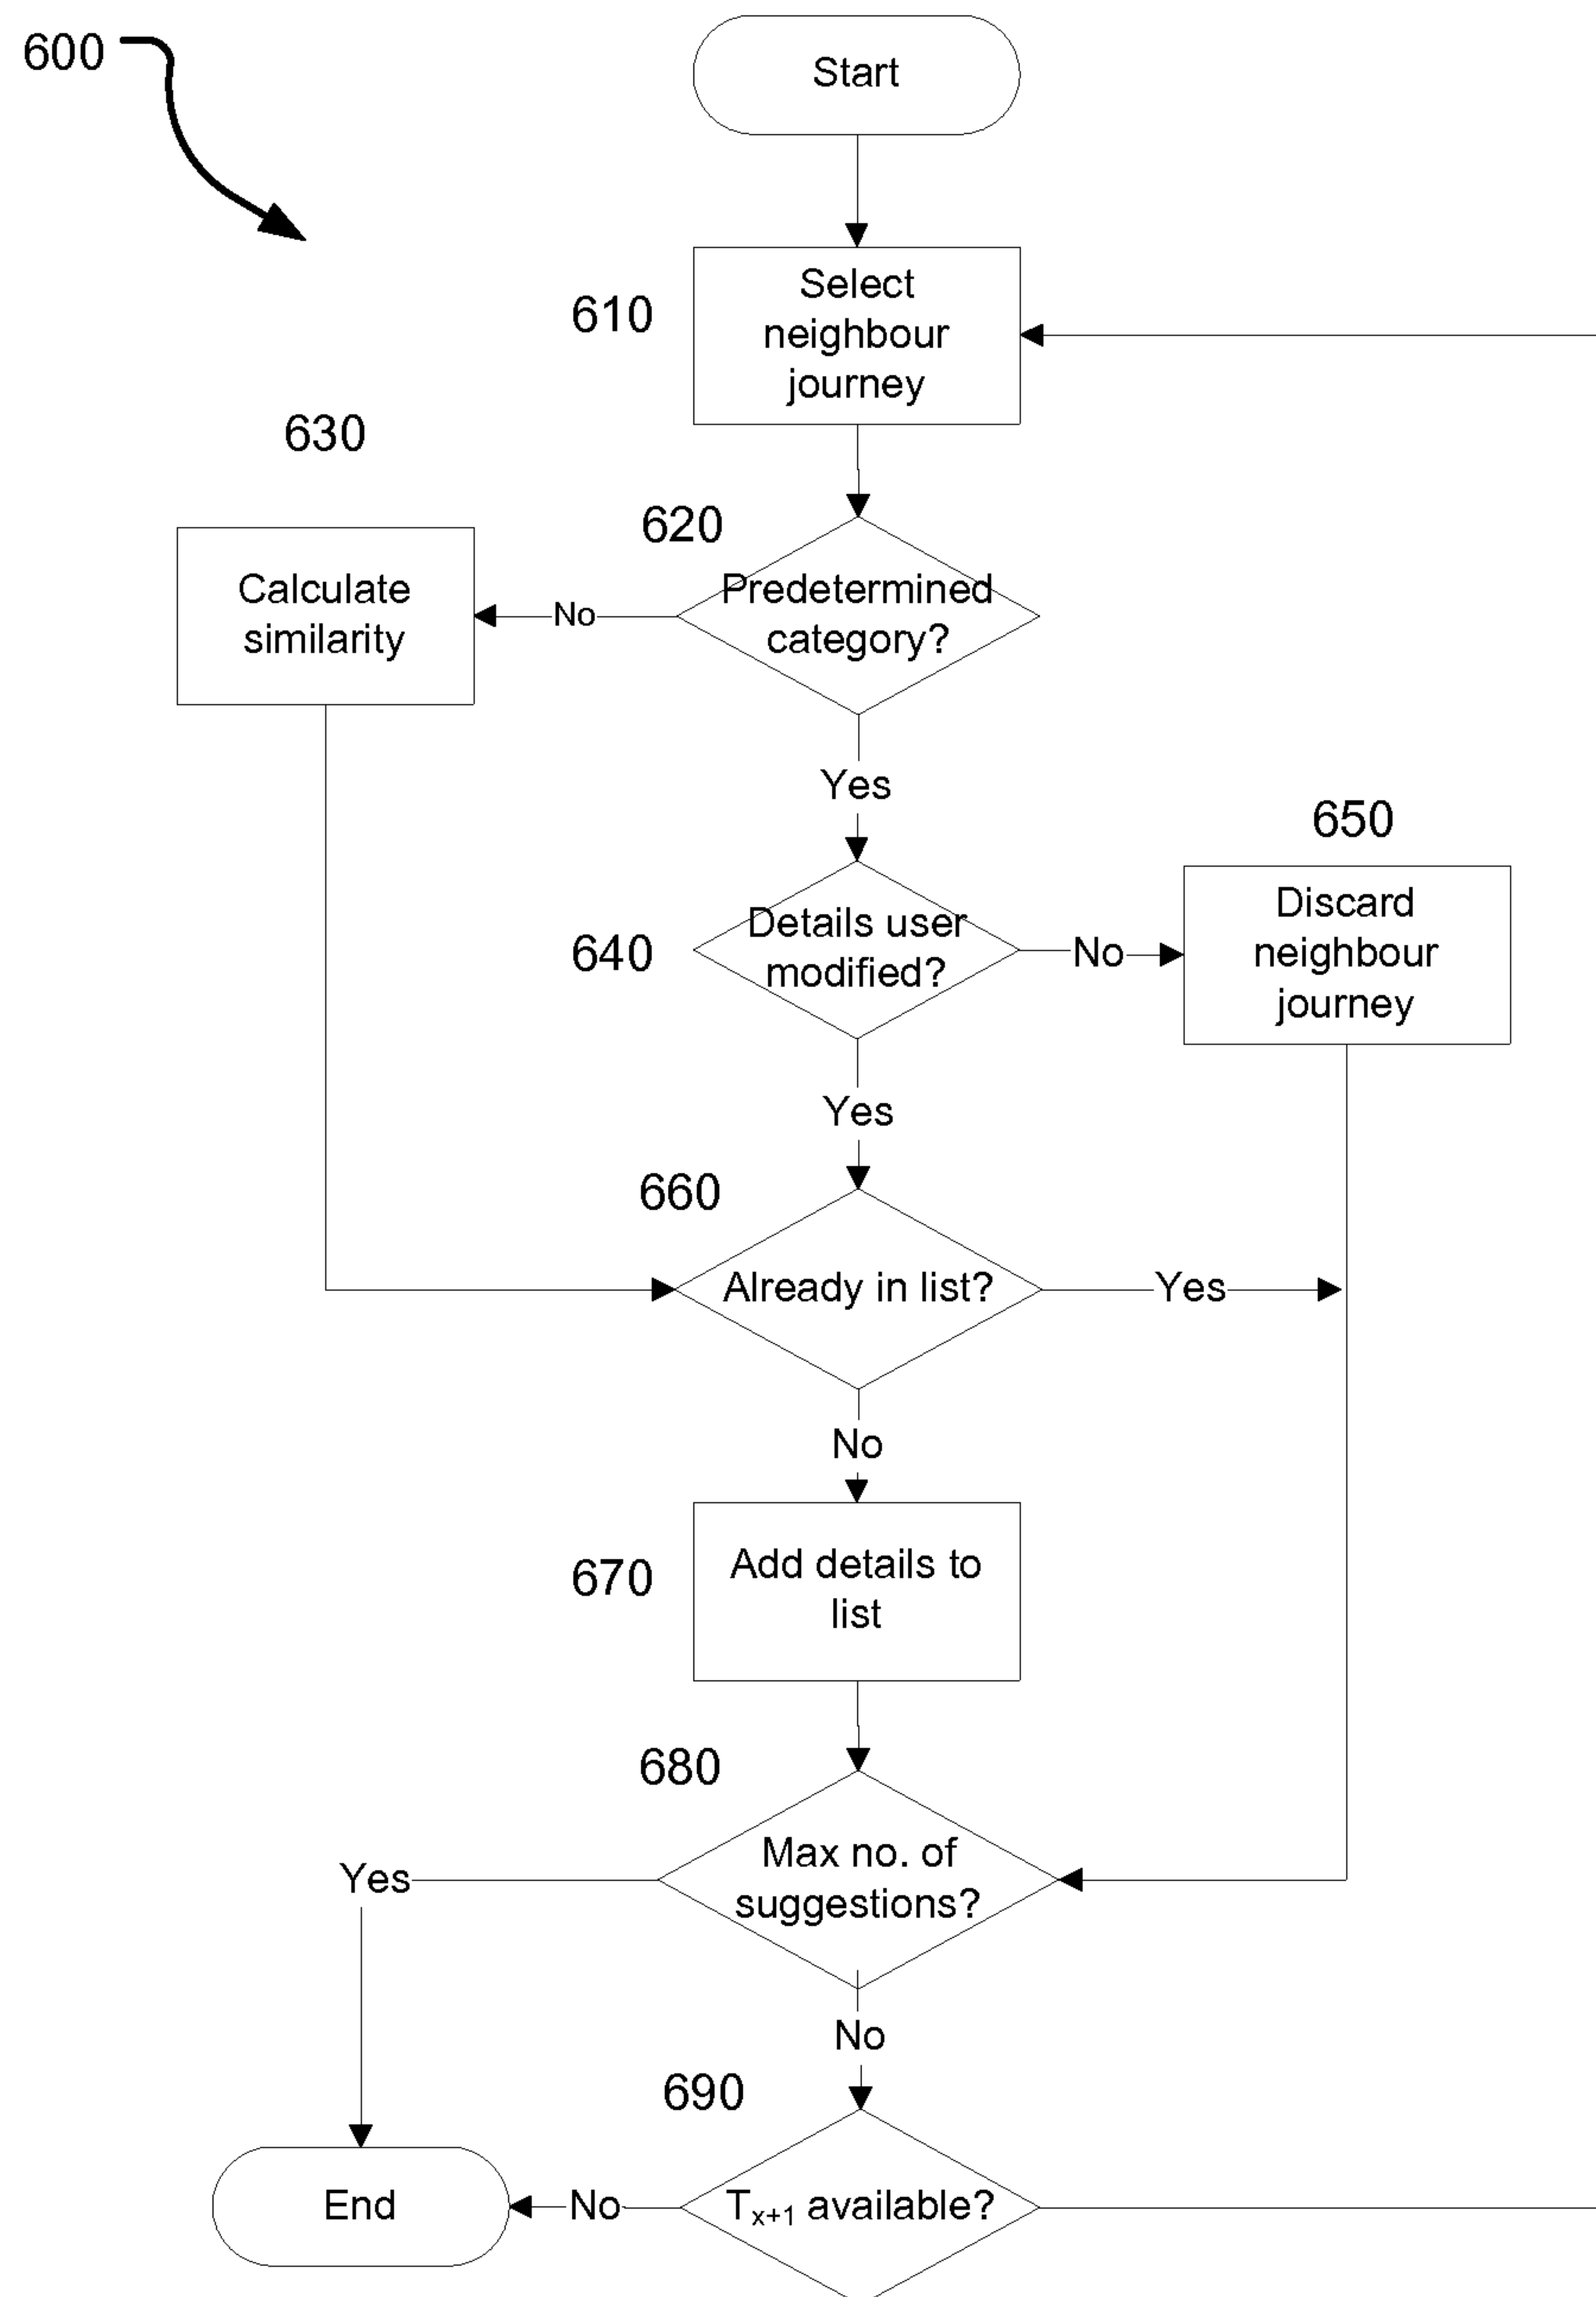 600
Start
610
Select
neighbour
journey
630
620
Calculate
similarity
No
Predetermined
category?
Yes
650
640
Details user
modified?
No
Discard
neighbour
journey
Yes
660
Already in list?
Yes
No
670
Add details to
list
680
Max no. of
suggestions?
Yes
No
690
End
No
Tx+1 available?